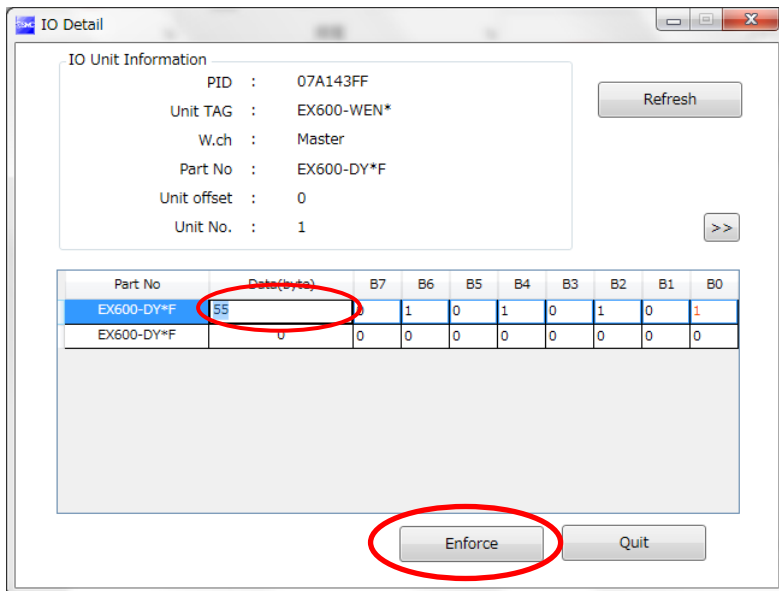 IO Detail
IO Unit Information
PID : 07A143FF
Unit TAG : EX600-WEN*
W.ch : Master
Part No : EX600-DY*F
Unit offset : 0
Unit No. : 1
Refresh
>>
Part No Data(byte) B7 B6 B5 B4 B3 B2 B1 B0
EX600-DY*F 55 0 1 0 1 0 1 0 1
EX600-DY*F 0 0 0 0 0 0 0 0 0
Enforce Quit